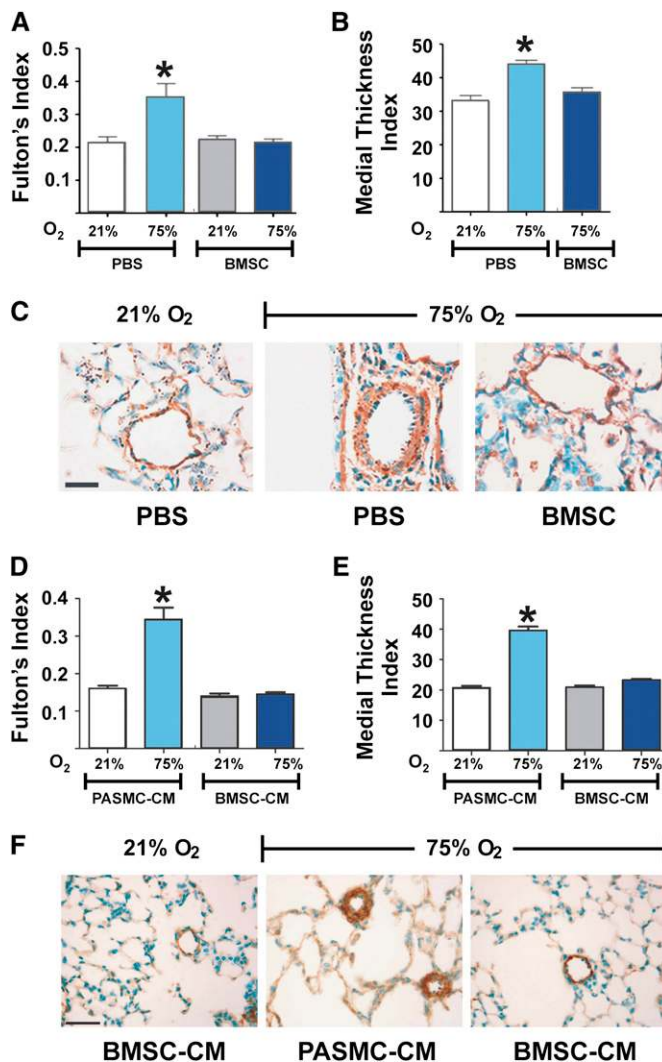 A
Fulton's Index
0.5
0.4
0.3
0.2
0.1
*
O2
21%
75%
21%
75%
PBS
BMSC
B
Medial Thickness
Index
50
40
30
20
10
*
21%
75%
75%
PBS
BMSC
C
21% O2
75% O2
PBS
PBS
BMSC
D
Fulton's Index
0.4
0.3
0.2
0.1
*
O2
21%
75%
21%
75%
PASMC-CM
BMSC-CM
E
Medial Thickness
Index
50
40
30
20
10
*
O2
21%
75%
21%
75%
PASMC-CM
BMSC-CM
F
21% O2
75% O2
BMSC-CM
PASMC-CM
BMSC-CM